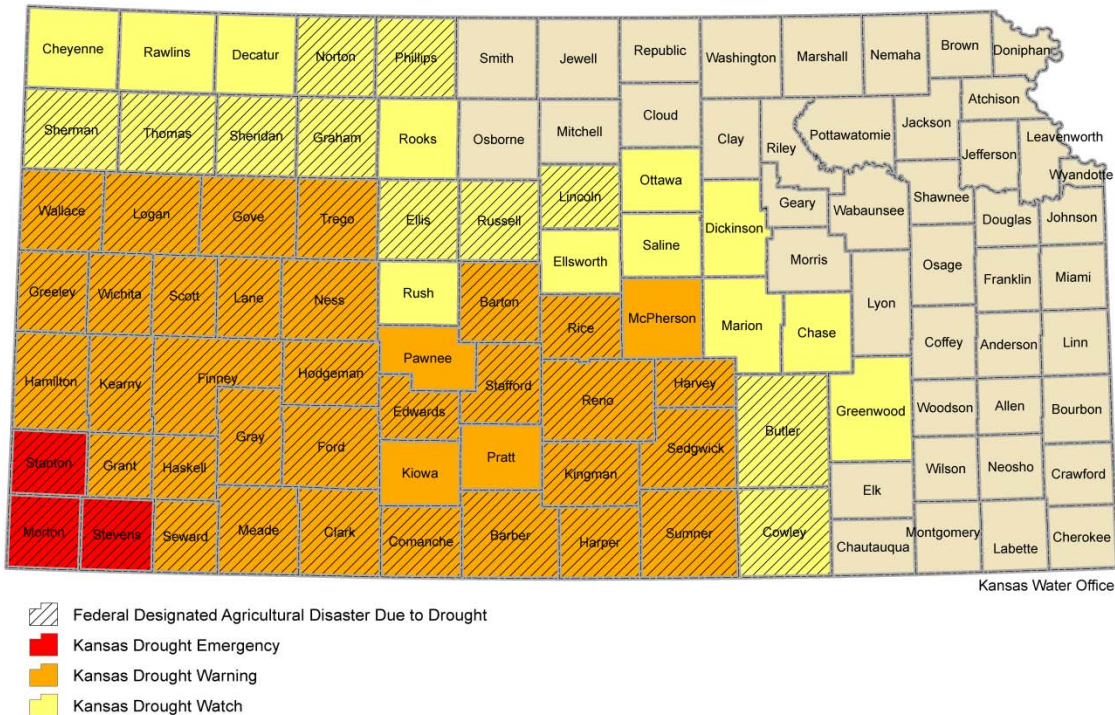 Cheyenne
Rawlins
Decatur
Norton
Phillips
Smith
Jewell
Republic
Washington
Marshall
Nemaha
Brown
Doniphan
Sherman
Thomas
Sheridan
Graham
Rooks
Osborne
Mitchell
Cloud
Clay
Riley
Pottawatomie
Jackson
Atchison
Jefferson
Leavenworth
Wyandotte
Wallace
Logan
Gove
Trego
Ellis
Russell
Lincoln
Ottawa
Saline
Dickinson
Geary
Wabaunsee
Shawnee
Douglas
Johnson
Greeley
Wichita
Scott
Lane
Ness
Rush
Barton
Ellsworth
Rice
McPherson
Marion
Morris
Chase
Lyon
Osage
Franklin
Miami
Hamilton
Kearny
Finney
Hodgeman
Pawnee
Edwards
Stafford
Reno
Harvey
Sedgwick
Butler
Greenwood
Coffey
Anderson
Linn
Woodson
Allen
Bourbon
Stanton
Grant
Haskell
Gray
Ford
Kiowa
Pratt
Kingman
Elk
Wilson
Neosho
Crawford
Morton
Stevens
Seward
Meade
Clark
Comanche
Barber
Harper
Sumner
Cowley
Chautauqua
Montgomery
Labette
Cherokee
Kansas Water Office
Federal Designated Agricultural Disaster Due to Drought
Kansas Drought Emergency
Kansas Drought Warning
Kansas Drought Watch